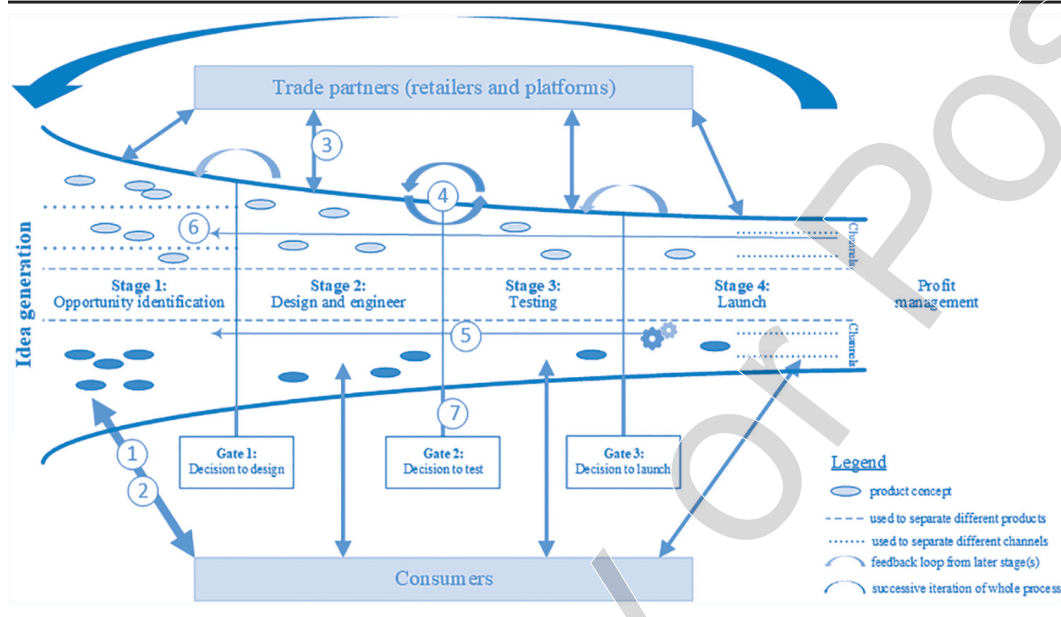 Trade partners (retailers and platforms)
3
4
6
Channels
Idea generation
Stage 1:
Opportunity identification
Stage 2:
Design and engineer
Stage 3:
Testing
Stage 4:
Launch
Profit
management
5
Channels
7
1
2
Gate 1:
Decision to design
Gate 2:
Decision to test
Gate 3:
Decision to launch
Consumers
Legend
product concept
used to separate different products
used to separate different channels
feedback loop from later stage(s)
successive iteration of whole process
or Pos